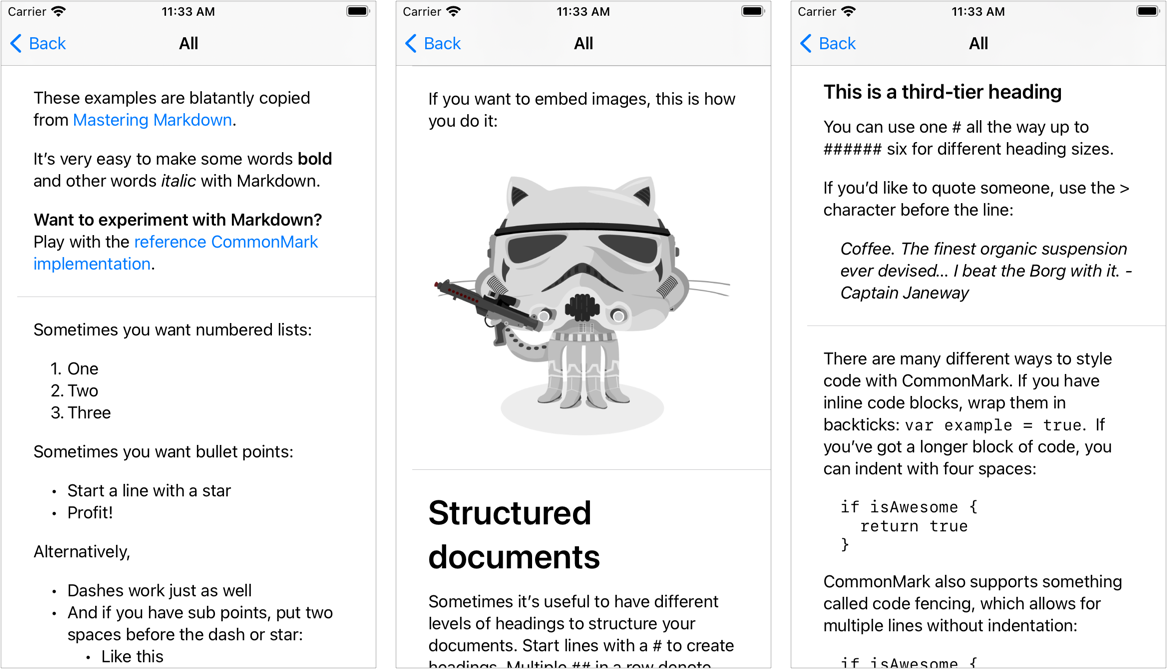 Carrier 11:33 AM
Back All
These examples are blatantly copied
from Mastering Markdown.
It’s very easy to make some words bold
and other words italic with Markdown.
Want to experiment with Markdown?
Play with the reference CommonMark
implementation.
Sometimes you want numbered lists:
1. One
2. Two
3. Three
Sometimes you want bullet points:
• Start a line with a star
• Profit!
Alternatively,
• Dashes work just as well
• And if you have sub points, put two
spaces before the dash or star:
• Like this
Carrier 11:33 AM
Back All
If you want to embed images, this is how
you do it:
Structured
documents
Sometimes it’s useful to have different
levels of headings to structure your
documents. Start lines with a # to create
headings. Multiple ## in a row denote
Carrier 11:33 AM
Back All
This is a third-tier heading
You can use one # all the way up to
###### six for different heading sizes.
If you’d like to quote someone, use the >
character before the line:
Coffee. The finest organic suspension
ever devised… I beat the Borg with it. -
Captain Janeway
There are many different ways to style
code with CommonMark. If you have
inline code blocks, wrap them in
backticks: var example = true. If
you’ve got a longer block of code, you
can indent with four spaces:
if isAwesome {
  return true
}
CommonMark also supports something
called code fencing, which allows for
multiple lines without indentation:
if isAwesome {